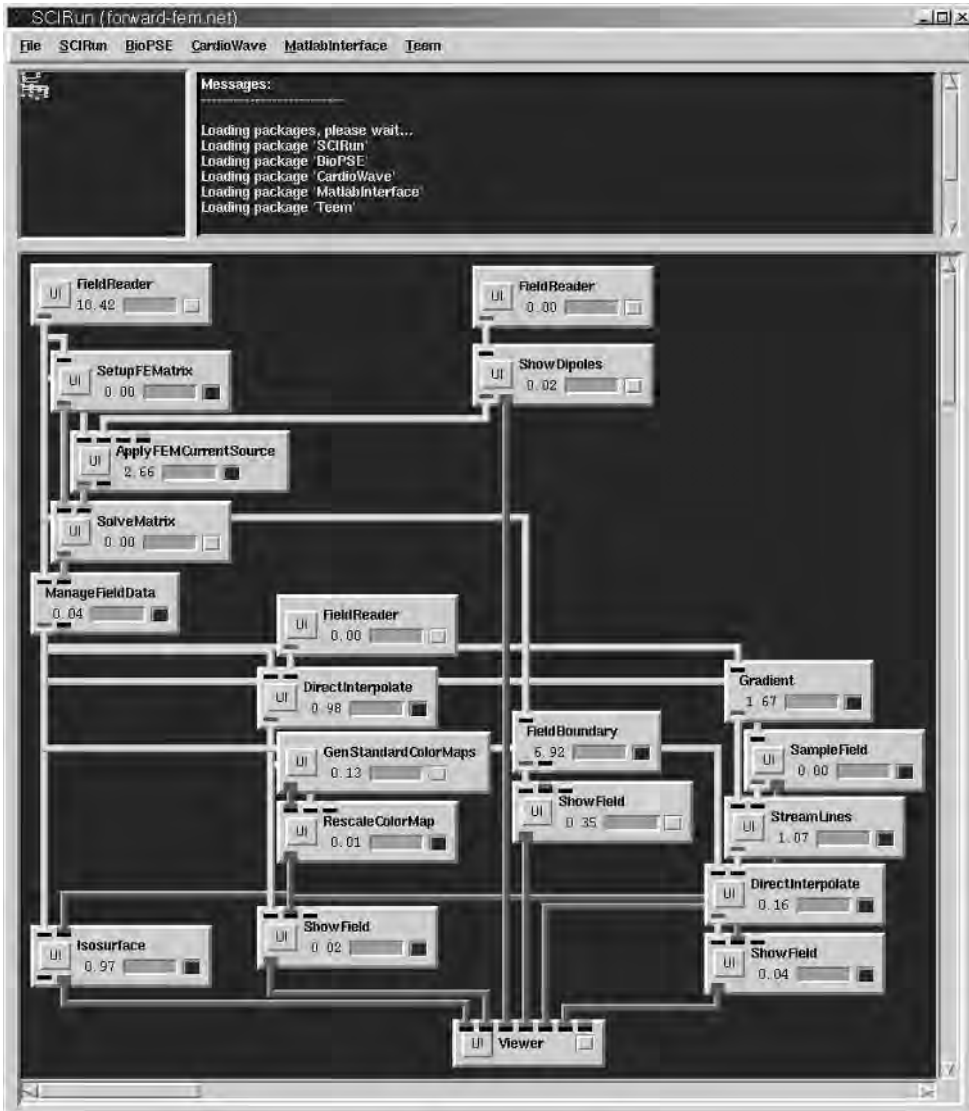 SCIRun (forward-fem.net)
File SCIRun BioPSE CardioWave MatlabInterface Teem
Messages:
--------------------------
Loading packages, please wait...
Loading package 'SCIRun'
Loading package 'BioPSE'
Loading package 'CardioWave'
Loading package 'MatlabInterface'
Loading package 'Teem'
UI FieldReader
10.42
UI FieldReader
0.00
UI SetupFEMatrix
0.00
UI ShowDipoles
0.02
UI ApplyFEMCurrentSource
2.66
UI SolveMatrix
0.00
ManageFieldData
0.04
UI FieldReader
0.00
Gradient
1.67
UI DirectInterpolate
0.98
FieldBoundary
6.92
UI GenStandardColorMaps
0.13
UI SampleField
0.00
UI ShowField
0.35
UI RescaleColorMap
0.01
UI StreamLines
1.07
UI DirectInterpolate
0.16
UI ShowField
0.02
UI Isosurface
0.97
UI ShowField
0.04
UI Viewer